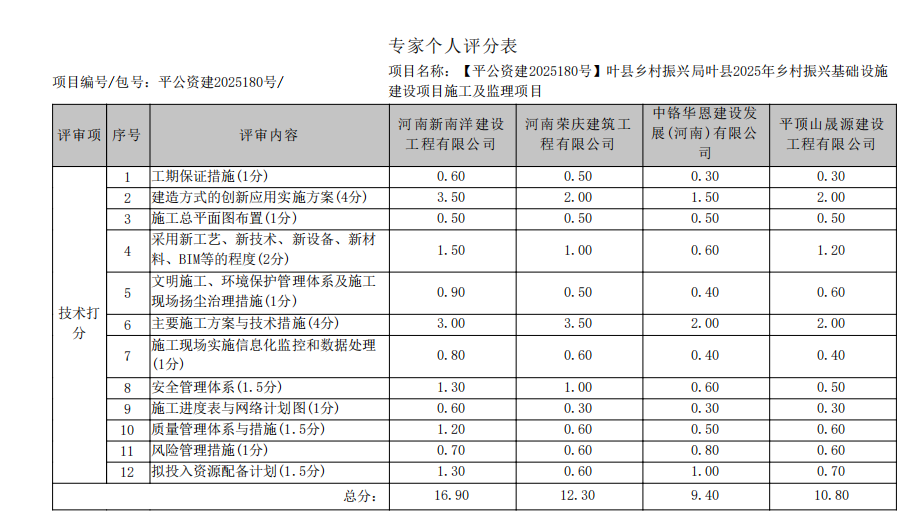 专家个人评分表
项目编号/包号：平公资建2025180号/
项目名称：【平公资建2025180号】叶县乡村振兴局叶县2025年乡村振兴基础设施
建设项目施工及监理项目
评审项 序号 评审内容 河南新南洋建设工程有限公司 河南荣庆建筑工程有限公司 中铬华恩建设发展(河南)有限公司 平顶山晟源建设工程有限公司
技术打分
1 工期保证措施(1分) 0.60 0.50 0.30 0.30
2 建造方式的创新应用实施方案(4分) 3.50 2.00 1.50 2.00
3 施工总平面图布置(1分) 0.50 0.50 0.50 0.50
4 采用新工艺、新技术、新设备、新材料、BIM等的程度(2分) 1.50 1.00 0.60 1.20
5 文明施工、环境保护管理体系及施工现场扬尘治理措施(1分) 0.90 0.50 0.40 0.60
6 主要施工方案与技术措施(4分) 3.00 3.50 2.00 2.00
7 施工现场实施信息化监控和数据处理(1分) 0.80 0.60 0.40 0.40
8 安全管理体系(1.5分) 1.30 1.00 0.60 0.50
9 施工进度表与网络计划图(1分) 0.60 0.30 0.30 0.30
10 质量管理体系与措施(1.5分) 1.20 0.60 0.50 0.60
11 风险管理措施(1分) 0.70 0.60 0.80 0.60
12 拟投入资源配备计划(1.5分) 1.30 0.60 1.00 0.70
总分： 16.90 12.30 9.40 10.80